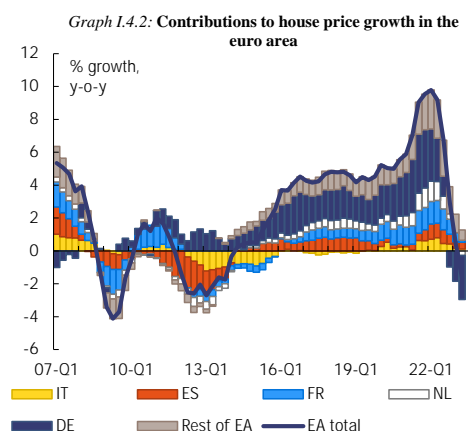 Graph I.4.2: Contributions to house price growth in the
euro area
12
% growth,
y-o-y
10
8
6
4
2
0
-2
-4
-6
07-Q1 10-Q1 13-Q1 16-Q1 19-Q1 22-Q1
IT ES FR NL
DE Rest of EA EA total